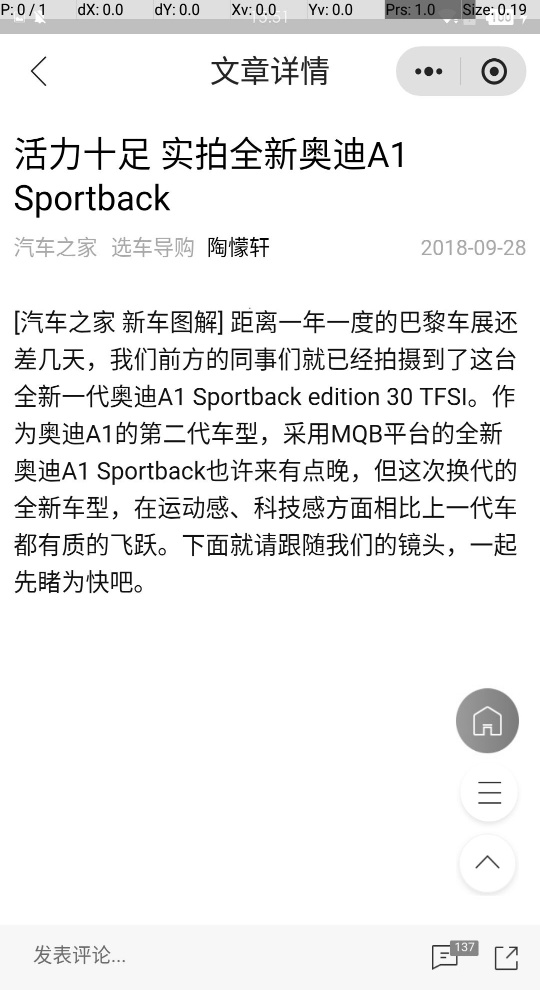 P: 0 / 1 dX: 0.0 dY: 0.0 Xv: 0.0 Yv: 0.0 Prs: 1.0 Size: 0.19
文章详情
活力十足 实拍全新奥迪A1
Sportback
汽车之家 选车导购 陶懞轩 2018-09-28
[汽车之家 新车图解] 距离一年一度的巴黎车展还
差几天，我们前方的同事们就已经拍摄到了这台
全新一代奥迪A1 Sportback edition 30 TFSI。作
为奥迪A1的第二代车型，采用MQB平台的全新
奥迪A1 Sportback也许来有点晚，但这次换代的
全新车型，在运动感、科技感方面相比上一代车
都有质的飞跃。下面就请跟随我们的镜头，一起
先睹为快吧。
发表评论... 137